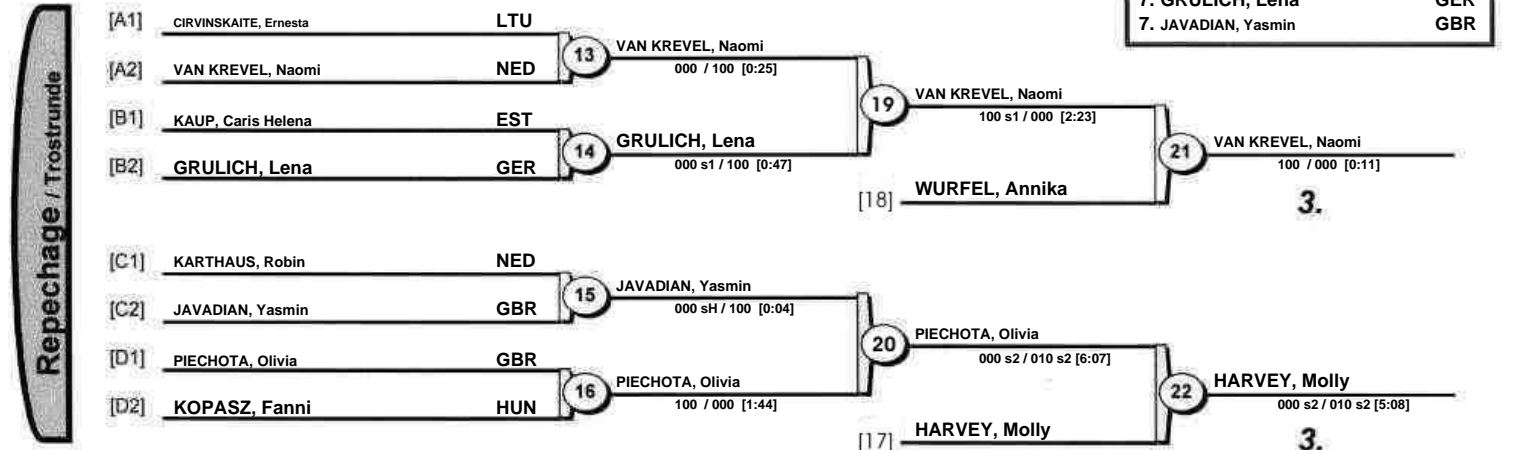 7. GRULICH, Lena GER
7. JAVADIAN, Yasmin GBR
Repechage / Trostrunde
[A1] CIRVINSKAITE, Ernesta LTU
13 VAN KREVEL, Naomi
[A2] VAN KREVEL, Naomi NED
000 / 100 [0:25]
19 VAN KREVEL, Naomi
100 s1 / 000 [2:23]
[B1] KAUP, Caris Helena EST
14 GRULICH, Lena
[B2] GRULICH, Lena GER
000 s1 / 100 [0:47]
21 VAN KREVEL, Naomi
100 / 000 [0:11]
[18] WURFEL, Annika
3.
[C1] KARTHAUS, Robin NED
15 JAVADIAN, Yasmin
[C2] JAVADIAN, Yasmin GBR
000 sH / 100 [0:04]
20 PIECHOTA, Olivia
000 s2 / 010 s2 [6:07]
[D1] PIECHOTA, Olivia GBR
16 PIECHOTA, Olivia
[D2] KOPASZ, Fanni HUN
100 / 000 [1:44]
22 HARVEY, Molly
000 s2 / 010 s2 [5:08]
[17] HARVEY, Molly
3.